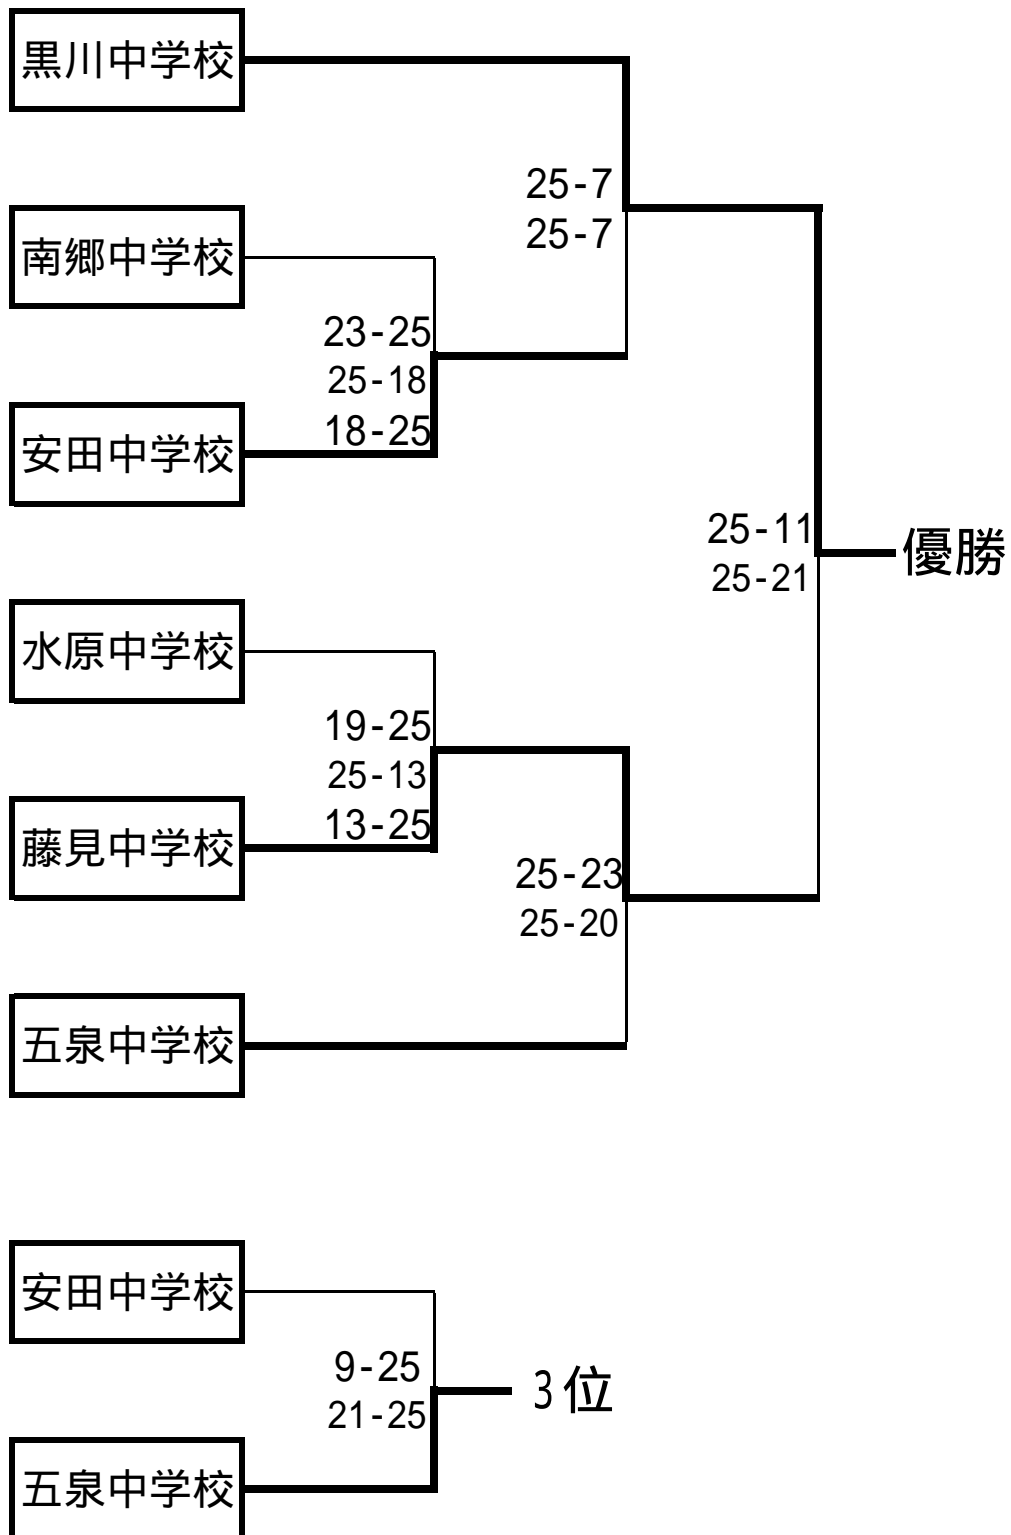 黒川中学校
25-7
25-7
南郷中学校
23-25
25-18
18-25
安田中学校
25-11
25-21
優勝
水原中学校
19-25
25-13
13-25
藤見中学校
25-23
25-20
五泉中学校
安田中学校
9-25
21-25
3位
五泉中学校